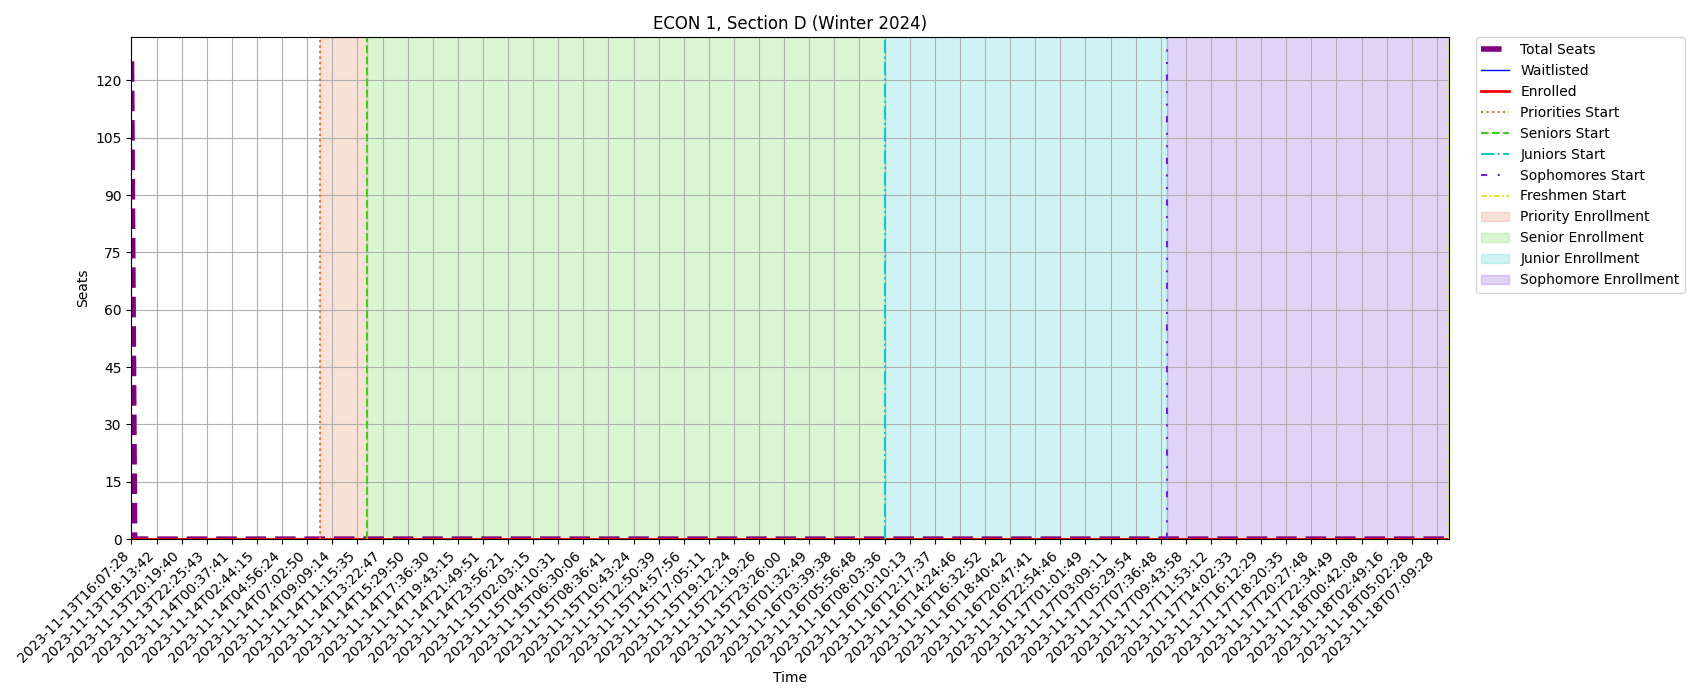 ECON 1, Section D (Winter 2024)
Total Seats
Waitlisted
Enrolled
Priorities Start
Seniors Start
Juniors Start
Sophomores Start
Freshmen Start
Priority Enrollment
Senior Enrollment
Junior Enrollment
Sophomore Enrollment
Seats
120
105
90
75
60
45
30
15
0
2023-11-13T16:07:28
2023-11-13T18:13:42
2023-11-13T20:19:40
2023-11-13T22:25:43
2023-11-14T00:37:41
2023-11-14T02:44:15
2023-11-14T04:56:24
2023-11-14T07:02:50
2023-11-14T09:09:14
2023-11-14T11:15:35
2023-11-14T13:22:47
2023-11-14T15:29:50
2023-11-14T17:36:30
2023-11-14T19:43:15
2023-11-14T21:49:51
2023-11-14T23:56:21
2023-11-15T02:03:15
2023-11-15T04:10:31
2023-11-15T06:30:06
2023-11-15T08:36:41
2023-11-15T10:43:24
2023-11-15T12:50:39
2023-11-15T14:57:56
2023-11-15T17:05:11
2023-11-15T19:12:24
2023-11-15T21:19:26
2023-11-15T23:26:00
2023-11-16T01:32:49
2023-11-16T03:39:38
2023-11-16T05:56:48
2023-11-16T08:03:36
2023-11-16T10:10:13
2023-11-16T12:17:37
2023-11-16T14:24:46
2023-11-16T16:32:52
2023-11-16T18:40:42
2023-11-16T20:47:41
2023-11-16T22:54:46
2023-11-17T01:01:49
2023-11-17T03:09:11
2023-11-17T05:29:54
2023-11-17T07:36:48
2023-11-17T09:43:58
2023-11-17T11:53:12
2023-11-17T14:02:33
2023-11-17T16:12:29
2023-11-17T18:20:35
2023-11-17T20:27:48
2023-11-17T22:34:49
2023-11-18T00:42:08
2023-11-18T02:49:16
2023-11-18T05:02:28
2023-11-18T07:09:28
Time